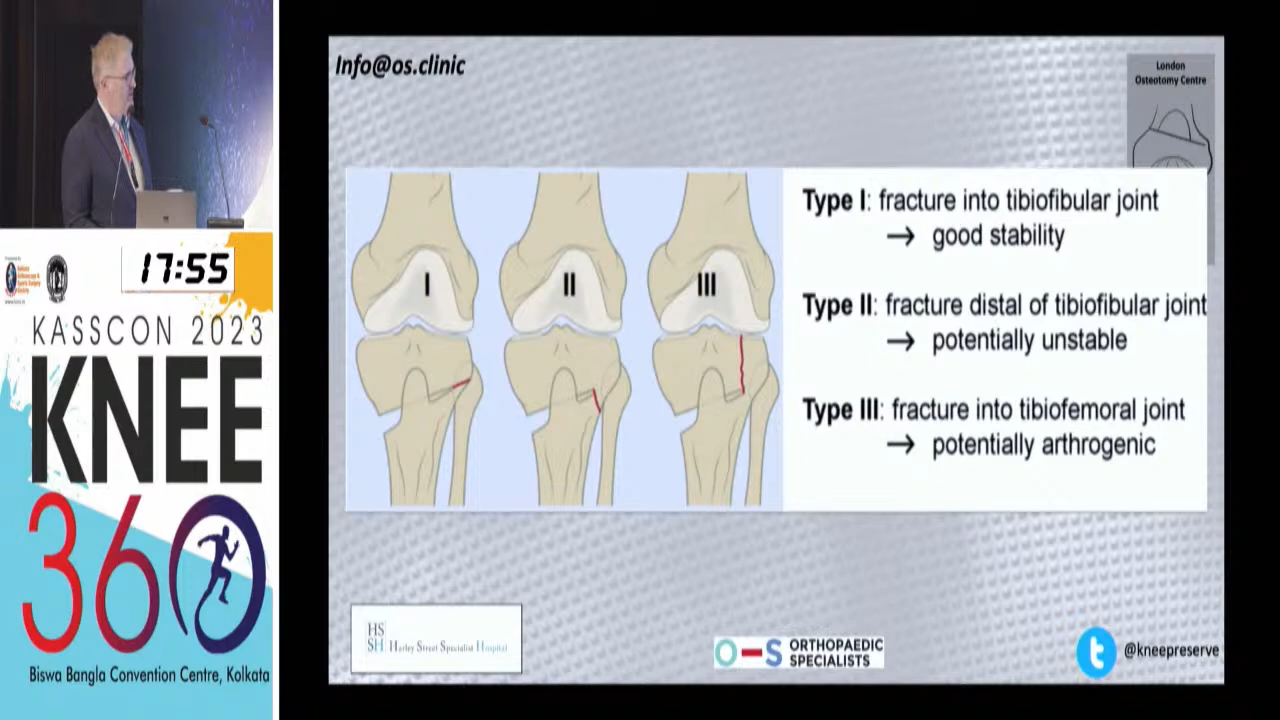 Info@os.clinic
London
Osteotomy Centre
Type I: fracture into tibiofibular joint
→ good stability
Type II: fracture distal of tibiofibular joint
→ potentially unstable
Type III: fracture into tibiofemoral joint
→ potentially arthrogenic
I
II
III
17:55
KASSCON 2023
KNEE
360
Biswa Bangla Convention Centre, Kolkata
HS
SH Harley Street Specialist Hospital
O-S ORTHOPAEDIC
SPECIALISTS
@kneepreserve